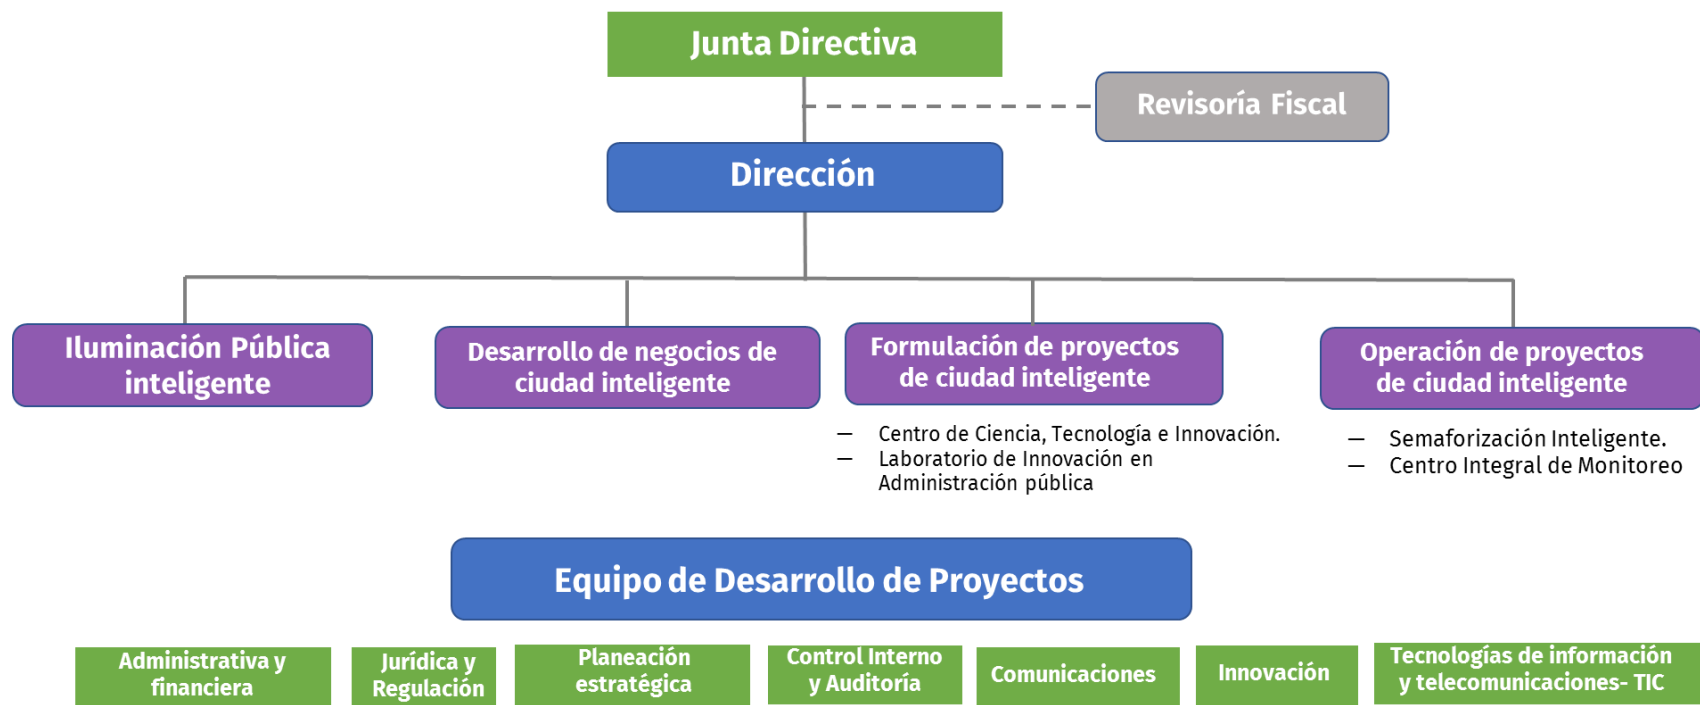 Junta Directiva
Revisoría Fiscal
Dirección
Iluminación Pública
inteligente
Desarrollo de negocios de
ciudad inteligente
Formulación de proyectos
de ciudad inteligente
Operación de proyectos
de ciudad inteligente
— Centro de Ciencia, Tecnología e Innovación.
— Laboratorio de Innovación en
Administración pública
— Semaforización Inteligente.
— Centro Integral de Monitoreo
Equipo de Desarrollo de Proyectos
Administrativa y
financiera
Jurídica y
Regulación
Planeación
estratégica
Control Interno
y Auditoría
Comunicaciones
Innovación
Tecnologías de información
y telecomunicaciones- TIC